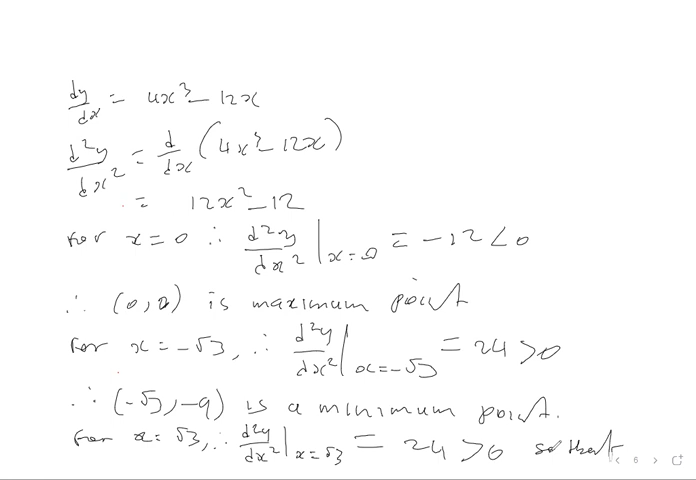 dy/dx = 4x³ - 12x
d²y/dx² = d/dx (4x³ - 12x)
= 12x² - 12
For x = 0 ∴ d²y/dx² |x=0 = -12 < 0
∴ (0,0) is maximum point
For x = -√3, ∴ d²y/dx² |x=-√3 = 24 > 0
∴ (-√3, -9) is a minimum point.
For x = √3, ∴ d²y/dx² |x=√3 = 24 > 0 so that
6